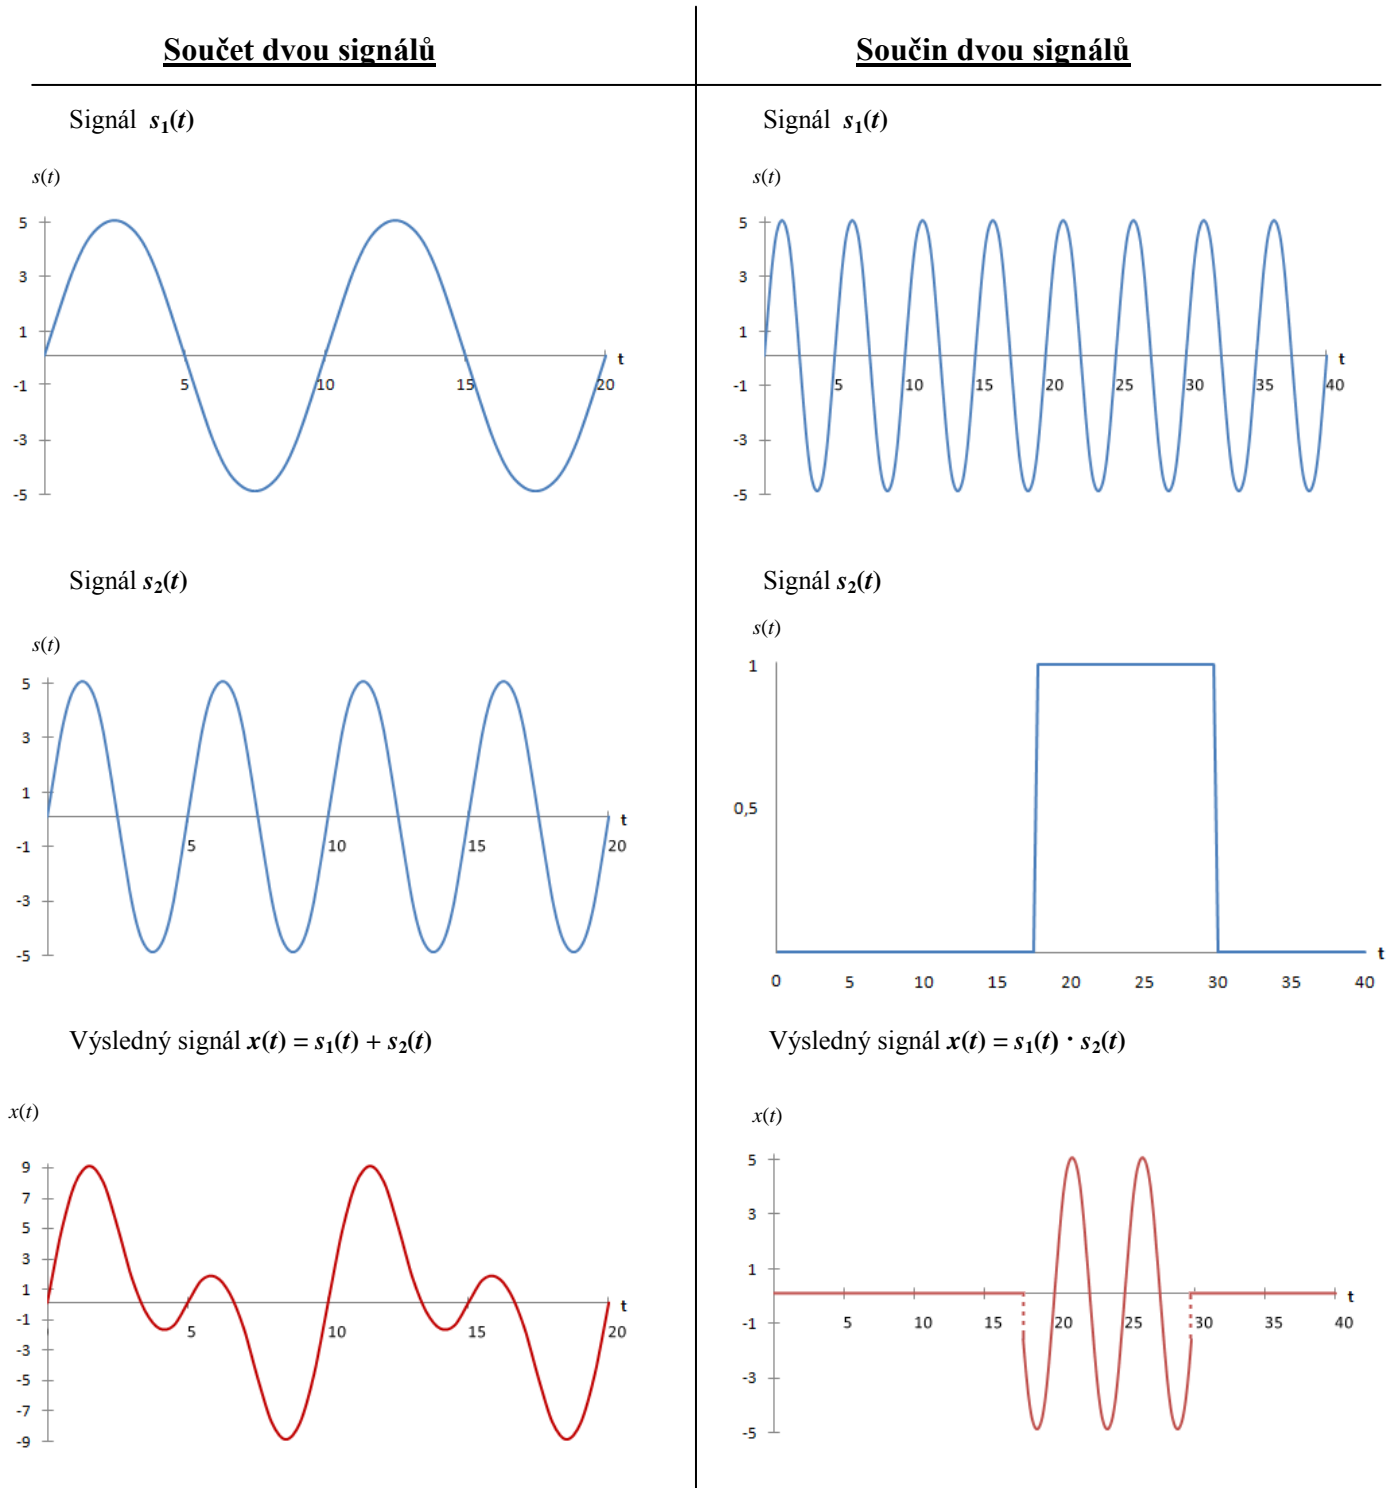 Součet dvou signálů
Signál s₁(t)
s(t)
5
3
1
-1
-3
-5
5 10 15 20
t
Signál s₂(t)
s(t)
5
3
1
-1
-3
-5
5 10 15 20
t
Výsledný signál x(t) = s₁(t) + s₂(t)
x(t)
9
7
5
3
1
-1
-3
-5
-7
-9
5 10 15 20
t
Součin dvou signálů
Signál s₁(t)
s(t)
5
3
1
-1
-3
-5
5 10 15 20 25 30 35 40
t
Signál s₂(t)
s(t)
1
0,5
0 5 10 15 20 25 30 35 40
t
Výsledný signál x(t) = s₁(t) · s₂(t)
x(t)
5
3
1
-1
-3
-5
5 10 15 20 25 30 35 40
t